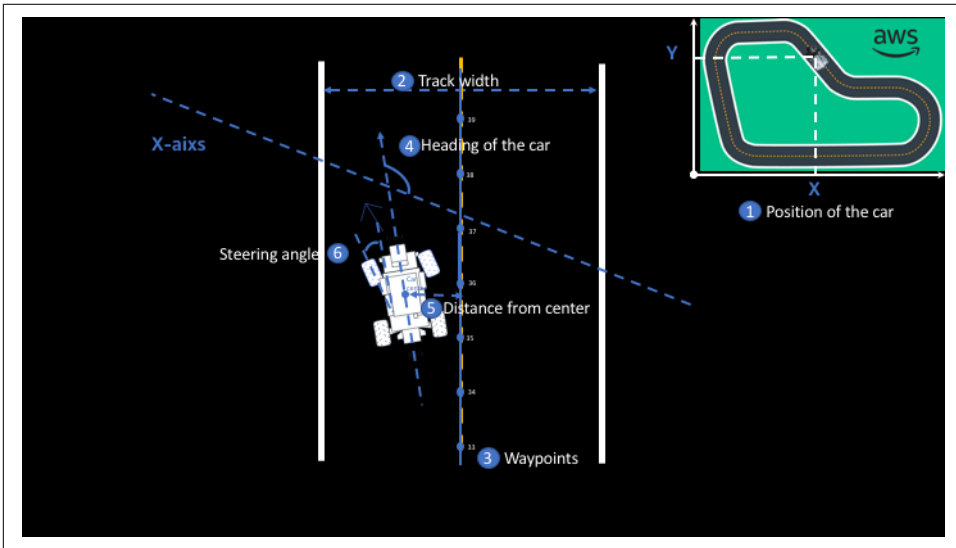 aws
Y
X
1 Position of the car
2 Track width
X-aixs
4 Heading of the car
Steering angle 6
5 Distance from center
3 Waypoints
39
38
37
36
35
34
33
Car